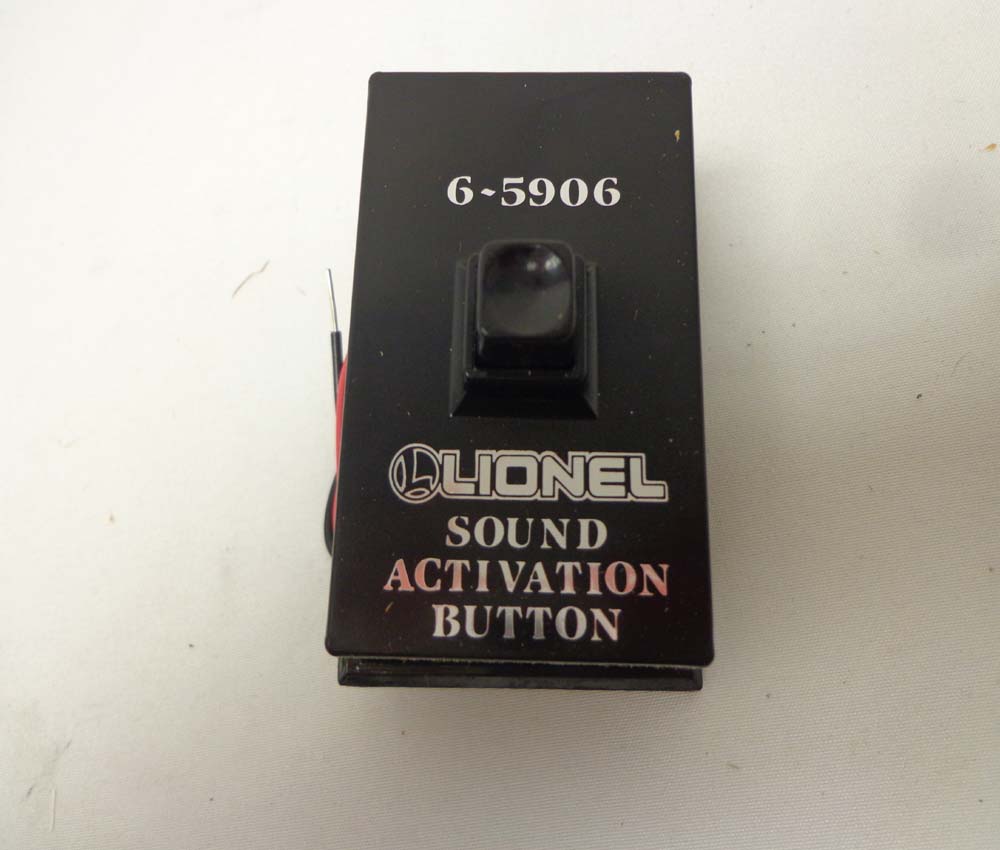 6-5906
LIONEL
SOUND
ACTIVATION
BUTTON